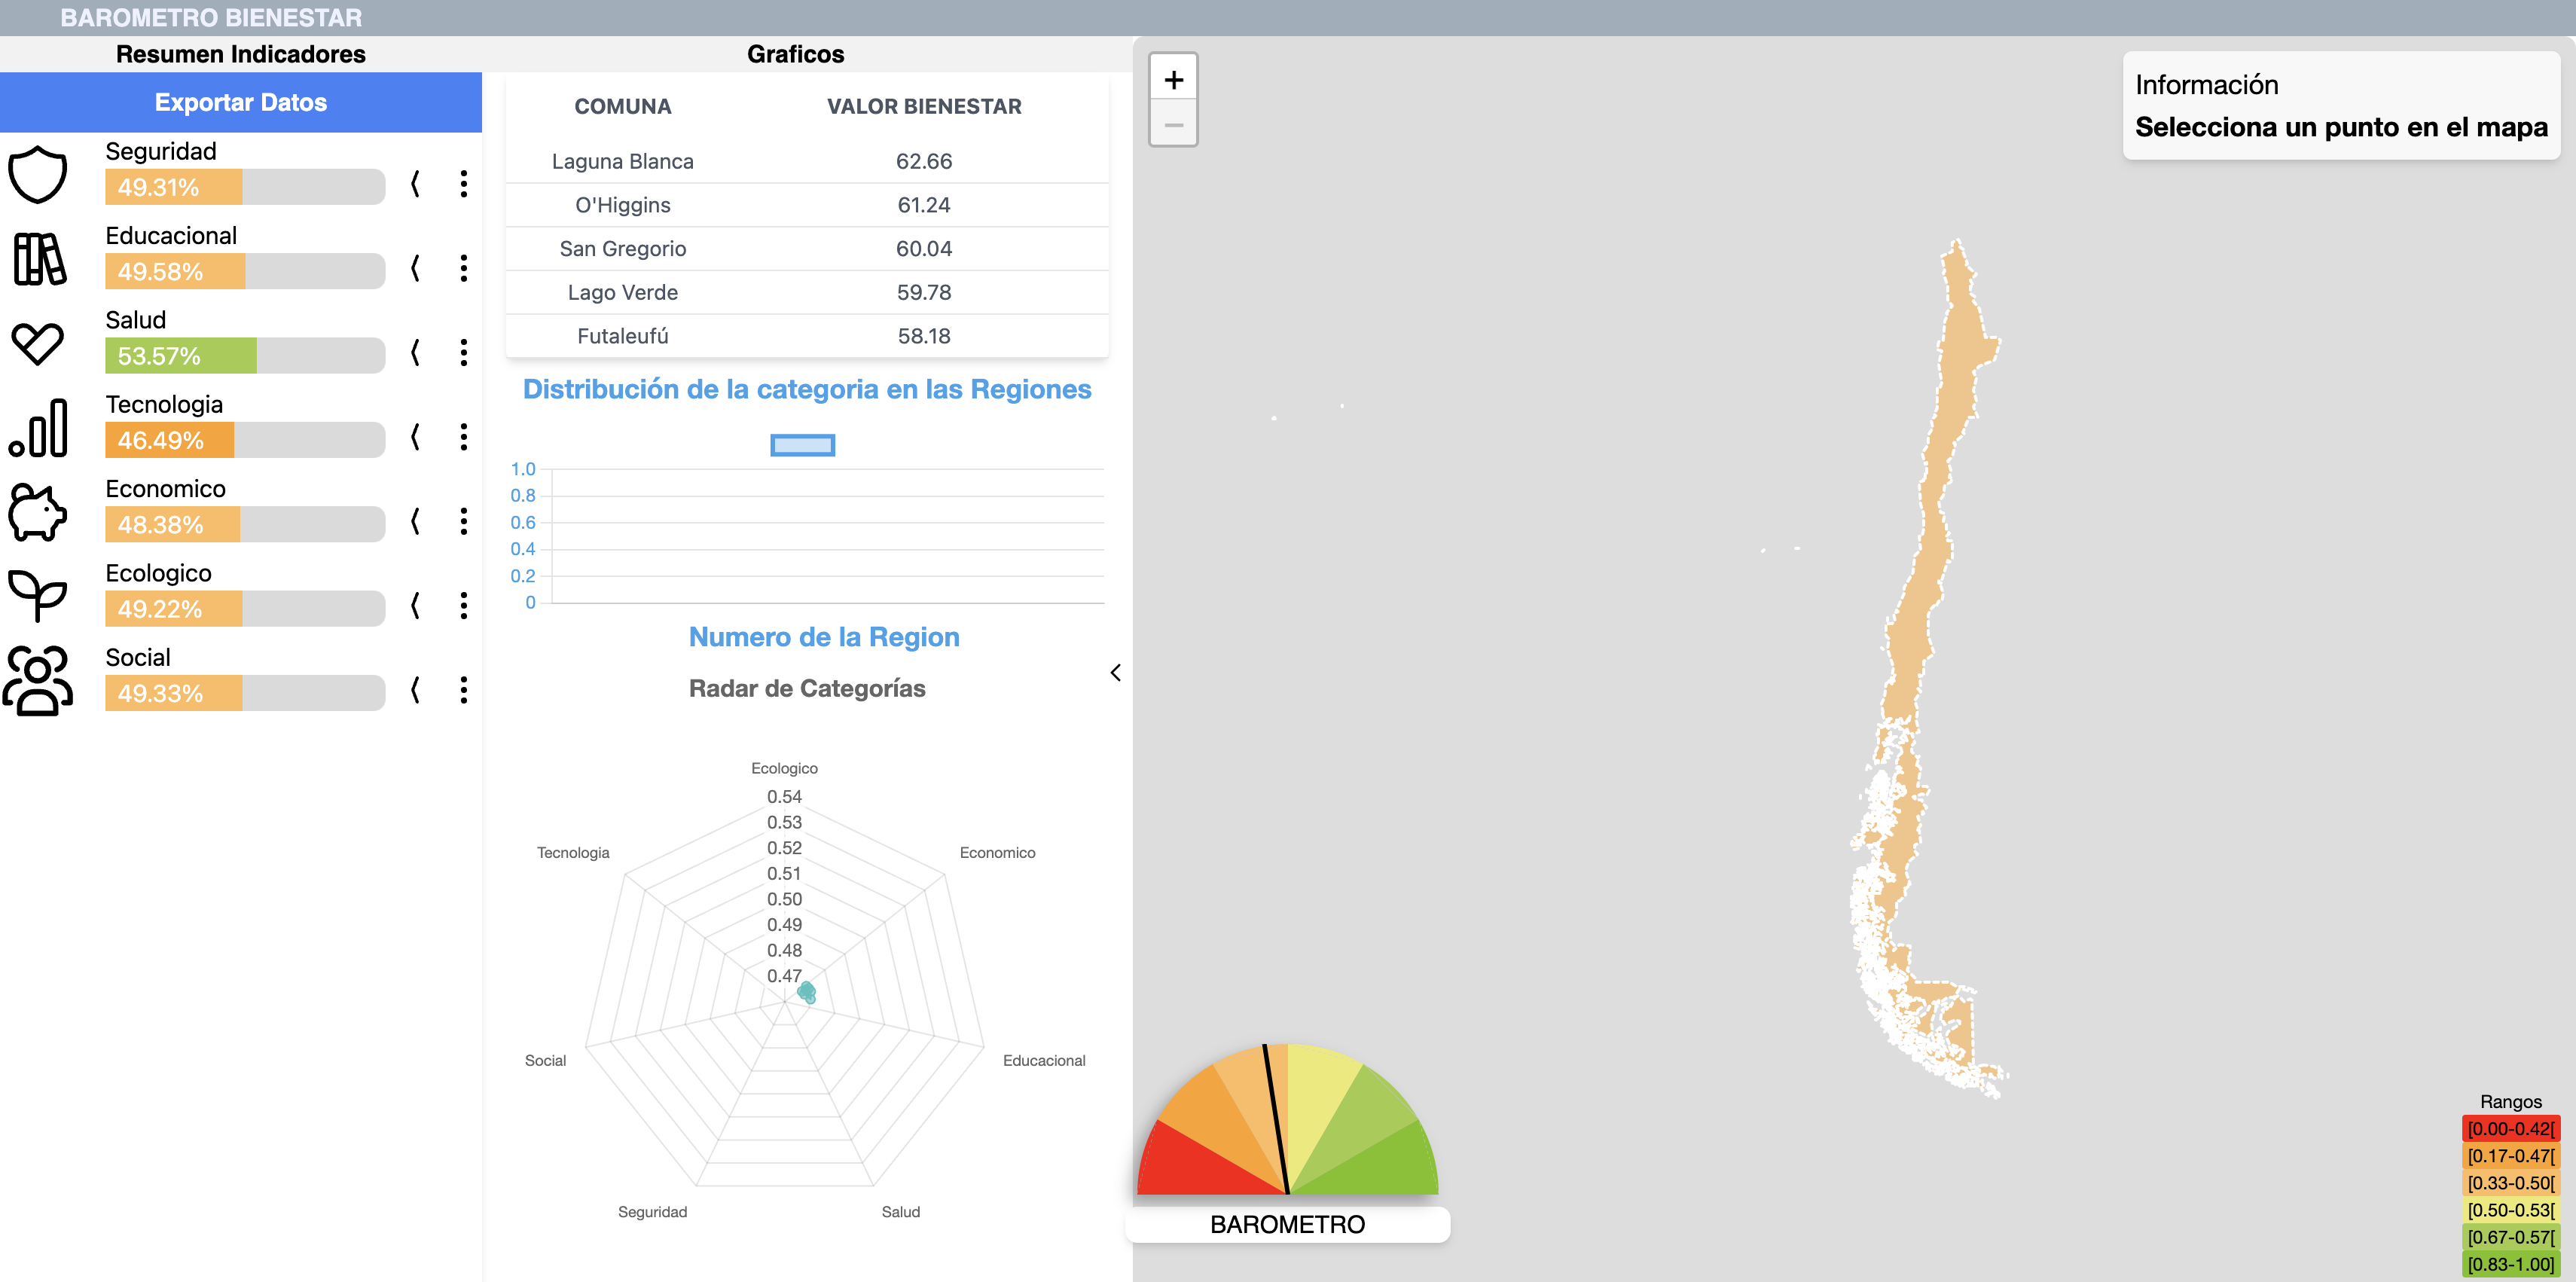 BAROMETRO BIENESTAR
Resumen Indicadores
Exportar Datos
Seguridad
49.31%
Educacional
49.58%
Salud
53.57%
Tecnologia
46.49%
Economico
48.38%
Ecologico
49.22%
Social
49.33%
Graficos
COMUNA VALOR BIENESTAR
Laguna Blanca 62.66
O'Higgins 61.24
San Gregorio 60.04
Lago Verde 59.78
Futaleufú 58.18
Distribución de la categoria en las Regiones
1.0
0.8
0.6
0.4
0.2
0
Numero de la Region
Radar de Categorías
Ecologico
0.54
0.53
0.52
0.51
0.50
0.49
0.48
0.47
Tecnologia
Economico
Social
Educacional
Seguridad
Salud
+
−
Información
Selecciona un punto en el mapa
BAROMETRO
Rangos
[0.00-0.42[
[0.17-0.47[
[0.33-0.50[
[0.50-0.53[
[0.67-0.57[
[0.83-1.00]